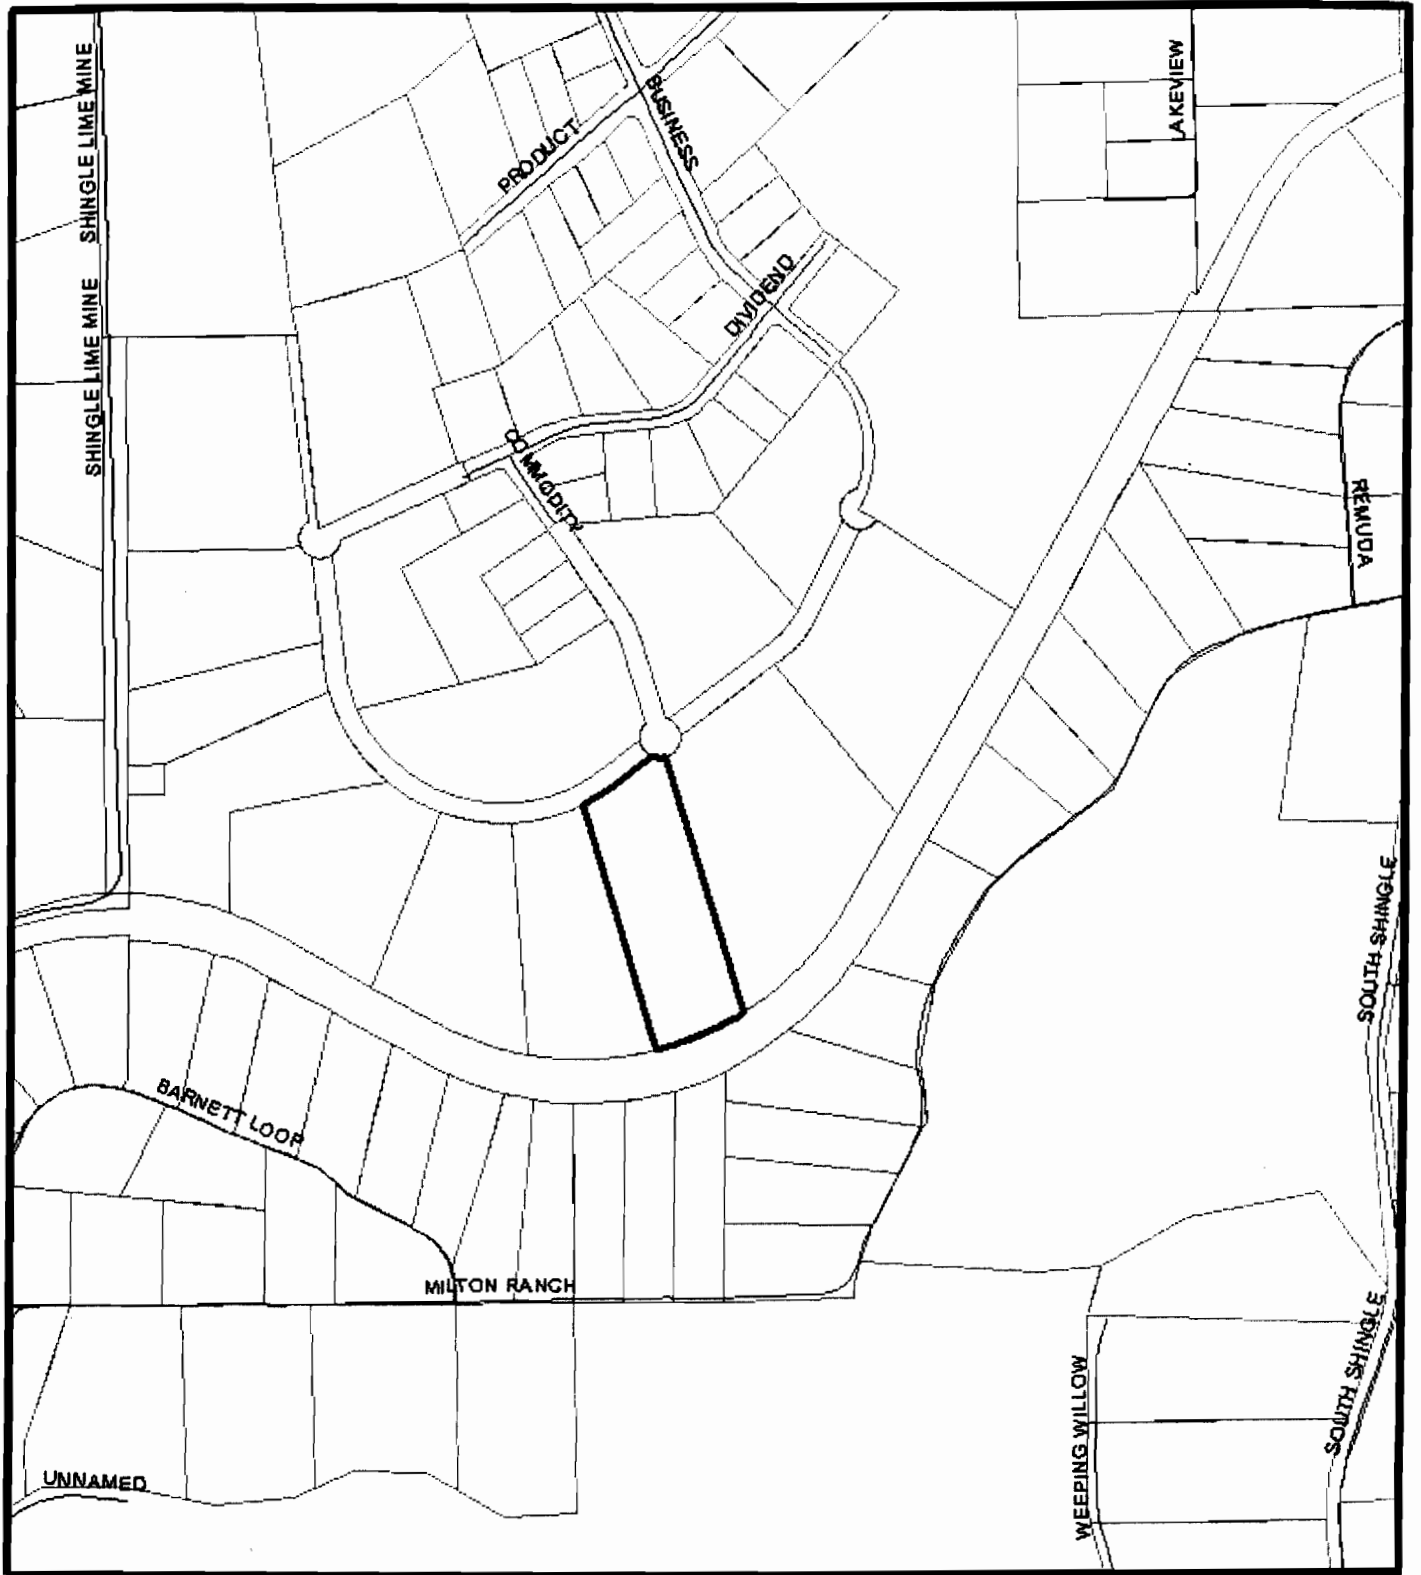 SHINGLE LIME MINE
SHINGLE LIME MINE
PRODUCT
BUSINESS
LAKEVIEW
DIVIDEND
COMMODITY
REMUDA
SOUTH SHINGLE
BARNETT LOOP
MILTON RANCH
SOUTH SHINGLE
WEEPING WILLOW
UNNAMED